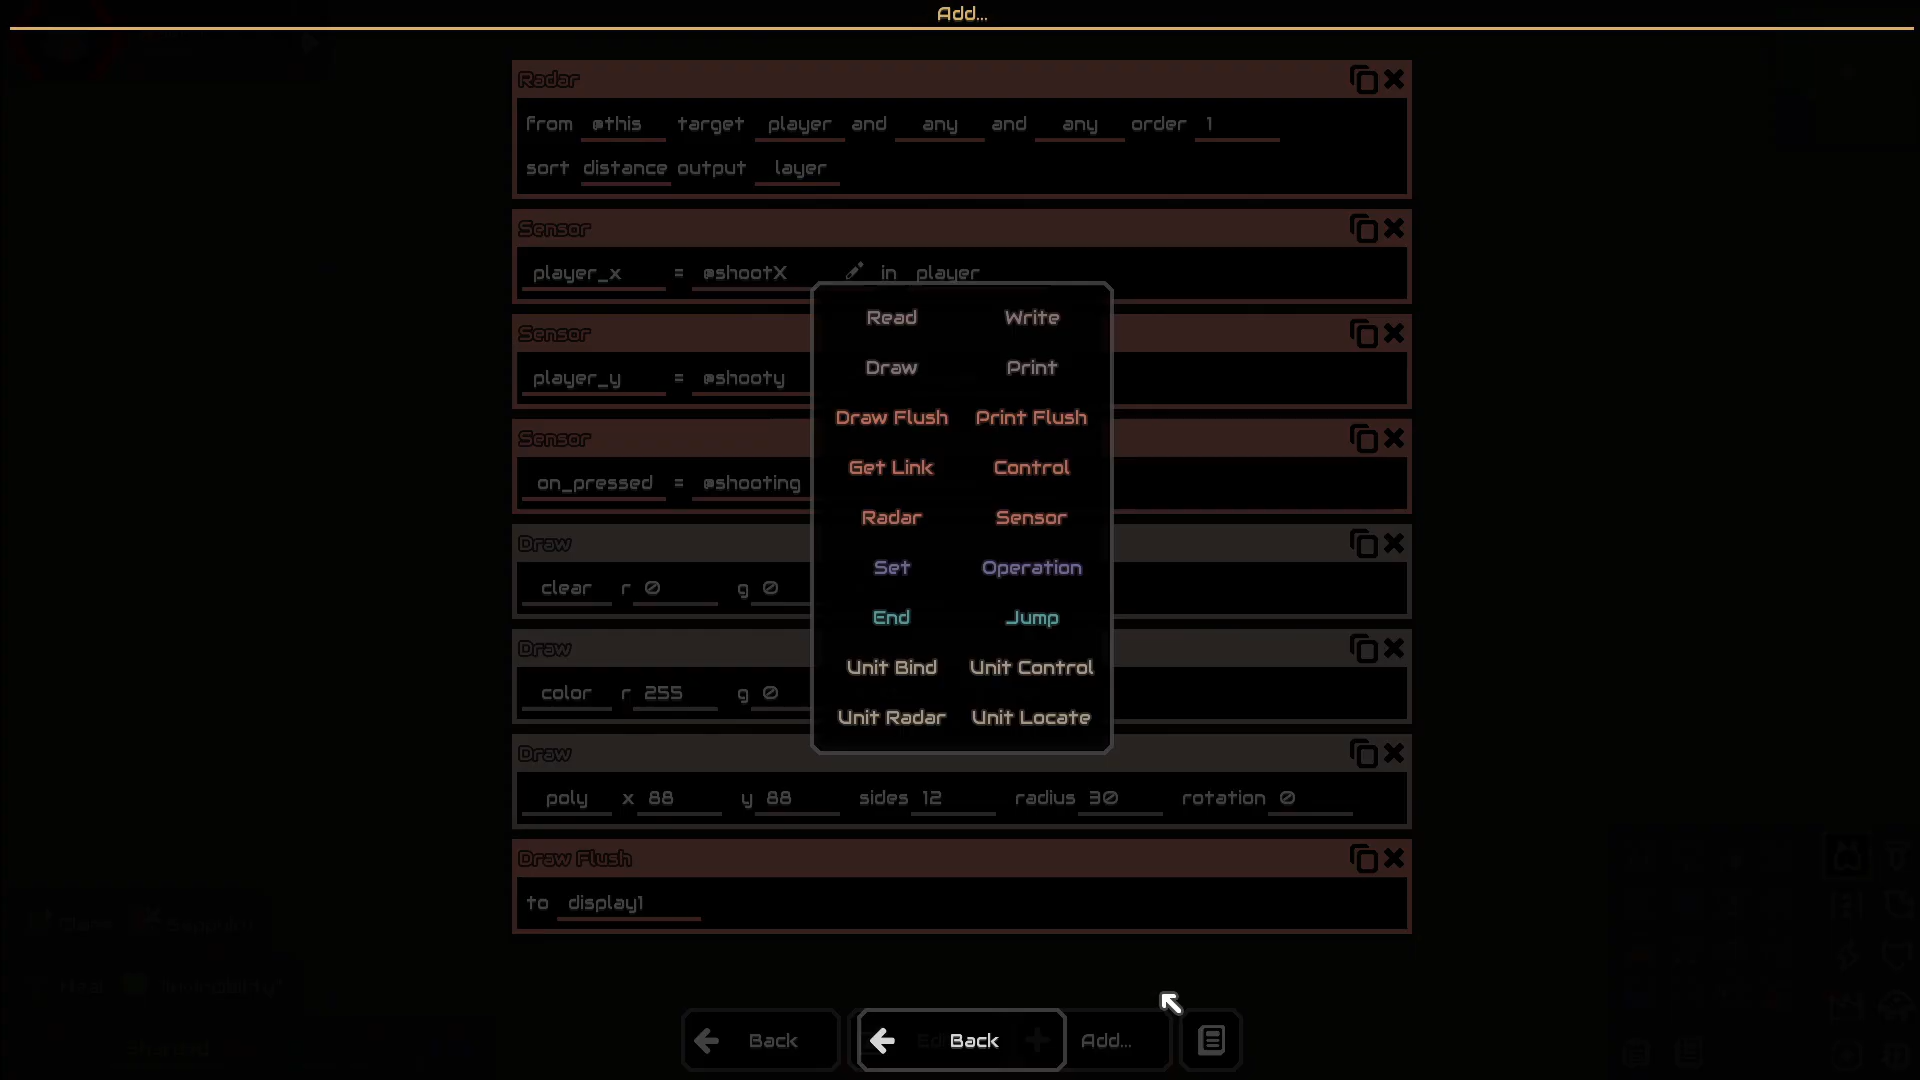 Add...
Radar
from @this target player and any and any order 1
sort distance output layer
Sensor
player_x = @shootX in player
Sensor
player_y = @shooty
Sensor
on_pressed = @shooting
Draw
clear r 0 g 0
Draw
color r 255 g 0
Draw
poly x 88 y 88 sides 12 radius 30 rotation 0
Draw Flush
to display1
Read Write
Draw Print
Draw Flush Print Flush
Get Link Control
Radar Sensor
Set Operation
End Jump
Unit Bind Unit Control
Unit Radar Unit Locate
Back Back Add...